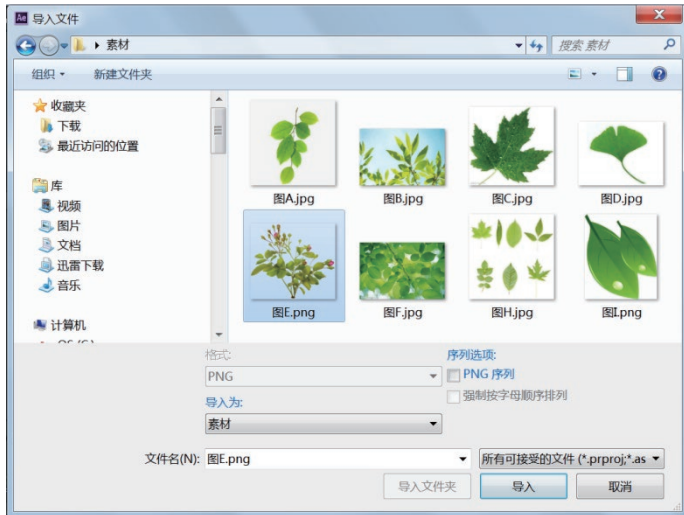 Ae 导入文件
素材
搜索 素材
组织
新建文件夹
收藏夹
下载
最近访问的位置
库
视频
图片
文档
迅雷下载
音乐
计算机
图A.jpg
图B.jpg
图C.jpg
图D.jpg
图E.png
图F.jpg
图H.jpg
图I.png
格式:
PNG
序列选项:
PNG 序列
强制按字母顺序排列
导入为:
素材
文件名(N): 图E.png
所有可接受的文件 (*.prproj;*.as
导入文件夹
导入
取消